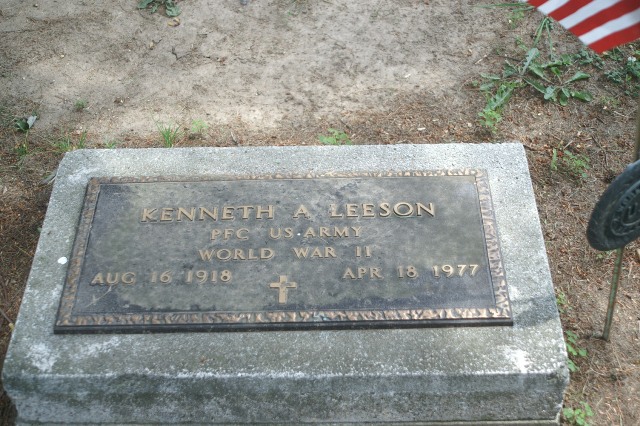 KENNETH A LEESON
PFC US ARMY
WORLD WAR II
AUG 16 1918 APR 18 1977